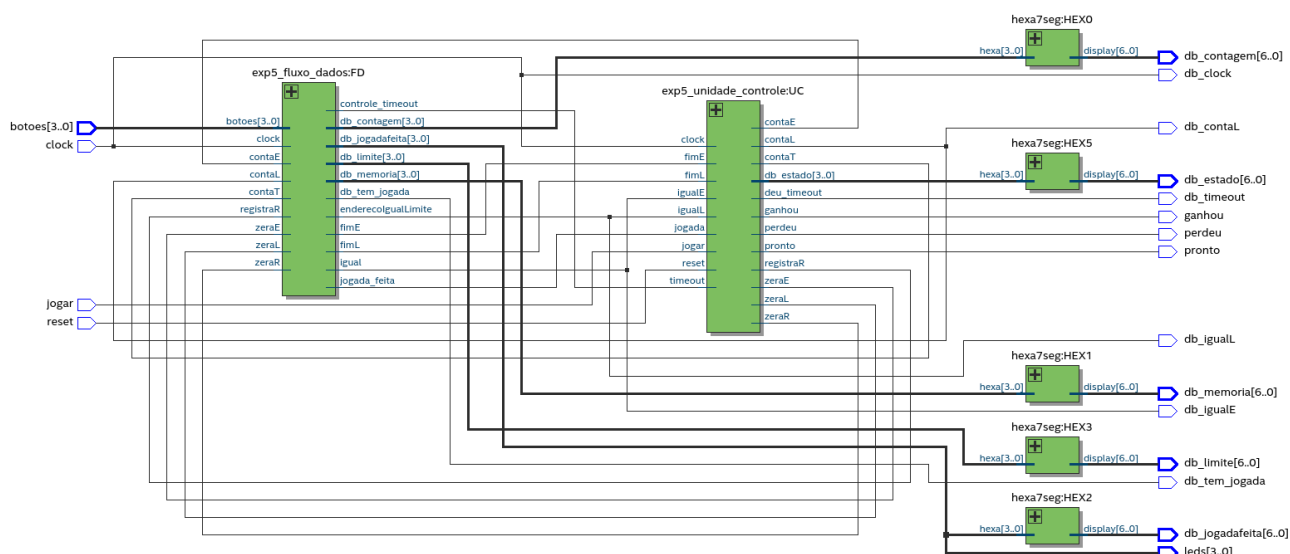 hexa7seg:HEX0
hexa[3..0] display[6..0]
db_contagem[6..0]
db_clock
exp5_fluxo_dados:FD
botoes[3..0]
clock
botoes[3..0]
clock
contaE
contaL
contaT
registraR
zeraE
zeraL
zeraR
controle_timeout
db_contagem[3..0]
db_jogadafeita[3..0]
db_limite[3..0]
db_memoria[3..0]
db_tem_jogada
enderecoIgualLimite
fimE
fimL
igual
jogada_feita
jogar
reset
exp5_unidade_controle:UC
clock
fimE
fimL
igualE
igualL
jogada
jogar
reset
timeout
contaE
contaL
contaT
db_estado[3..0]
deu_timeout
ganhou
perdeu
pronto
registraR
zeraE
zeraL
zeraR
db_contaL
hexa7seg:HEX5
hexa[3..0] display[6..0]
db_estado[6..0]
db_timeout
ganhou
perdeu
pronto
db_igualL
hexa7seg:HEX1
hexa[3..0] display[6..0]
db_memoria[6..0]
db_igualE
hexa7seg:HEX3
hexa[3..0] display[6..0]
db_limite[6..0]
db_tem_jogada
hexa7seg:HEX2
hexa[3..0] display[6..0]
db_jogadafeita[6..0]
leds[3..0]